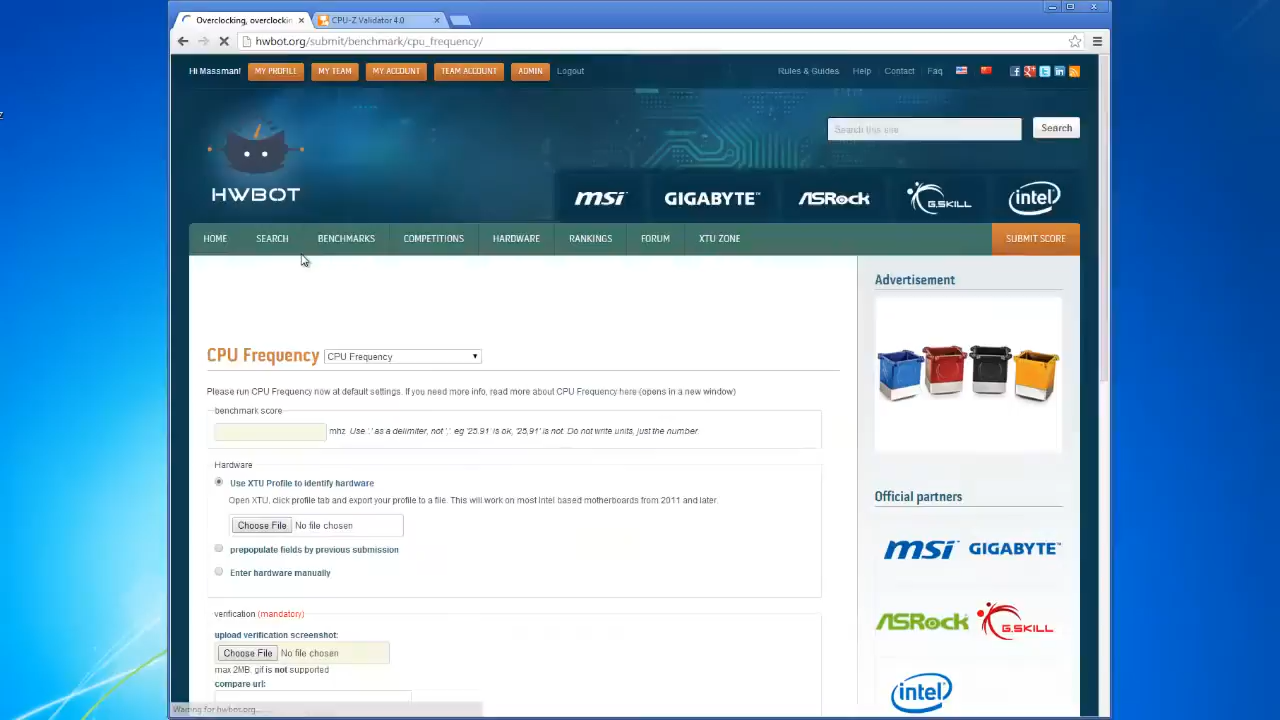 Overclocking, overclockin
CPU-Z Validator 4.0
hwbot.org/submit/benchmark/cpu_frequency/
Hi Massman! MY PROFILE MY TEAM MY ACCOUNT TEAM ACCOUNT ADMIN Logout Rules & Guides Help Contact Faq
Search this site Search
HWBOT
msi GIGABYTE™ ASRock G.SKILL intel
HOME SEARCH BENCHMARKS COMPETITIONS HARDWARE RANKINGS FORUM XTU ZONE SUBMIT SCORE
Advertisement
CPU Frequency CPU Frequency
Please run CPU Frequency now at default settings. If you need more info, read more about CPU Frequency here (opens in a new window)
benchmark score
mhz Use '.' as a delimiter, not ',' eg '25.91' is ok, '25,91' is not. Do not write units, just the number.
Hardware
Use XTU Profile to identify hardware
Open XTU, click profile tab and export your profile to a file. This will work on most Intel based motherboards from 2011 and later.
Choose File No file chosen
prepopulate fields by previous submission
Enter hardware manually
verification (mandatory)
upload verification screenshot:
Choose File No file chosen
max 2MB, gif is not supported
compare url:
Official partners
msi GIGABYTE™
ASRock G.SKILL
intel
Waiting for hwbot.org...
z